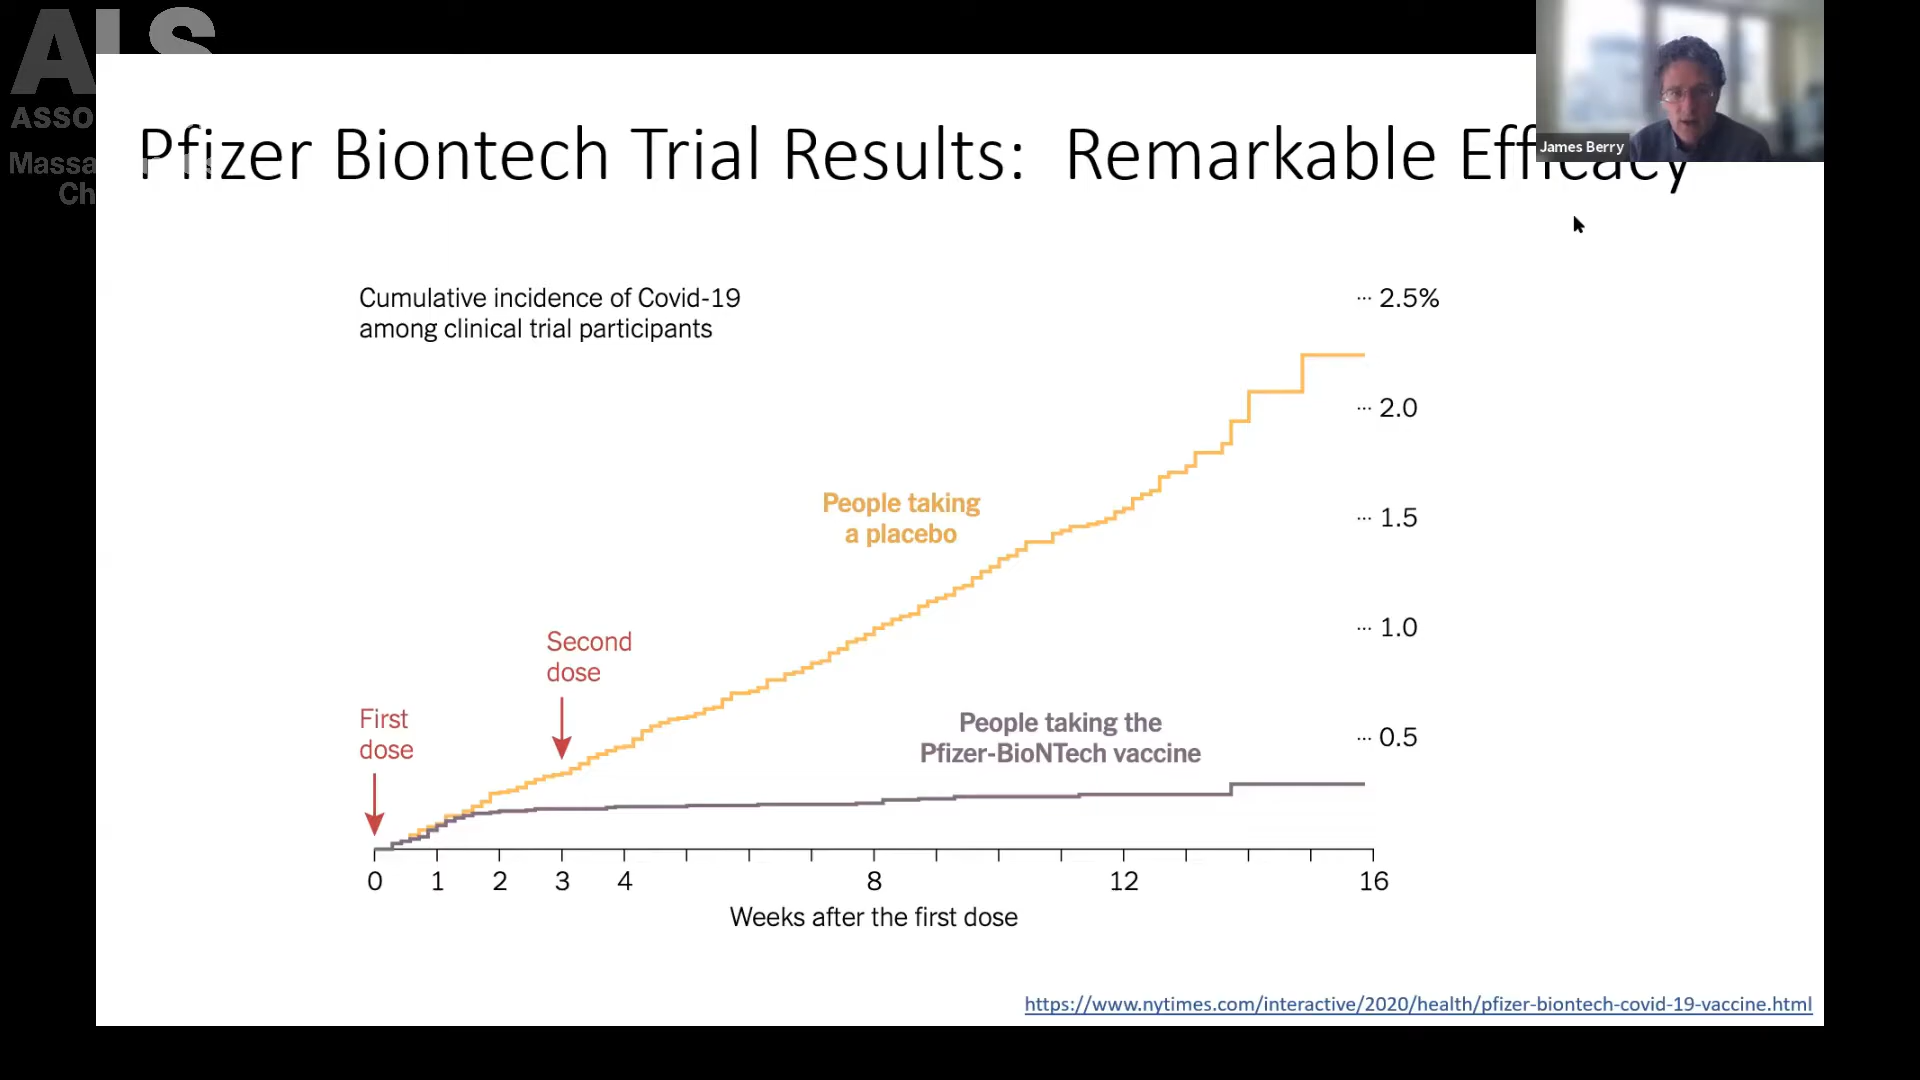 ALS
ASSO
Massa
Ch
Pfizer Biontech Trial Results: Remarkable Efficacy
James Berry
Cumulative incidence of Covid-19
among clinical trial participants
2.5%
2.0
1.5
1.0
0.5
People taking
a placebo
Second
dose
First
dose
People taking the
Pfizer-BioNTech vaccine
0 1 2 3 4 8 12 16
Weeks after the first dose
https://www.nytimes.com/interactive/2020/health/pfizer-biontech-covid-19-vaccine.html